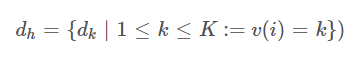 d_h = {d_k | 1 ≤ k ≤ K := v(i) = k})